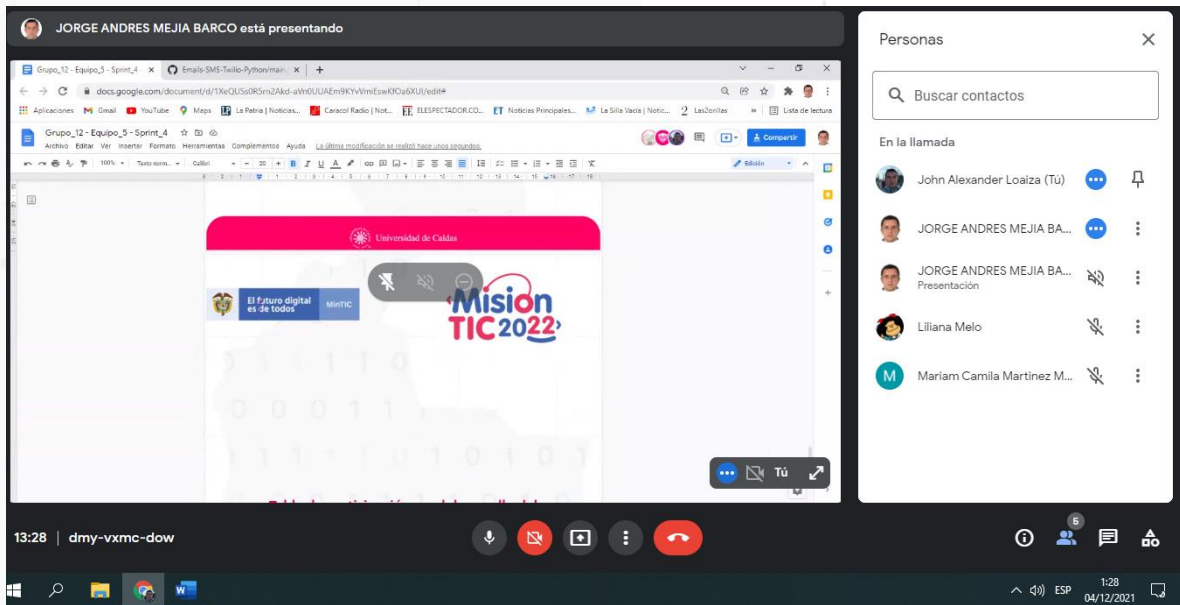 JORGE ANDRES MEJIA BARCO está presentando
Grupo_12 - Equipo_5 - Sprint_4
Emails-SMS-Twilio-Python/main.
docs.google.com/document/d/
Aplicaciones Gmail YouTube Maps La Patria | Noticias... Caracol Radio | Not... ELESPECTADOR.CO... Noticias Principales... La Silla Vacía | Notic... Las2orillas » Lista de lectura
Grupo_12 - Equipo_5 - Sprint_4
Archivo Editar Ver Insertar Formato Herramientas Complementos Ayuda La última modificación se realizó hace unos segundos.
Compartir
100% Texto norm... Calibri 20 B I U A Edición
Universidad de Caldas
El futuro digital
es de todos
MinTIC
‹Misión
TIC 2022›
Tú
Personas
Buscar contactos
En la llamada
John Alexander Loaiza (Tú)
JORGE ANDRES MEJIA BA...
JORGE ANDRES MEJIA BA...
Presentación
Liliana Melo
M Mariam Camila Martinez M...
13:28 | dmy-vxmc-dow
5
ESP
1:28
04/12/2021